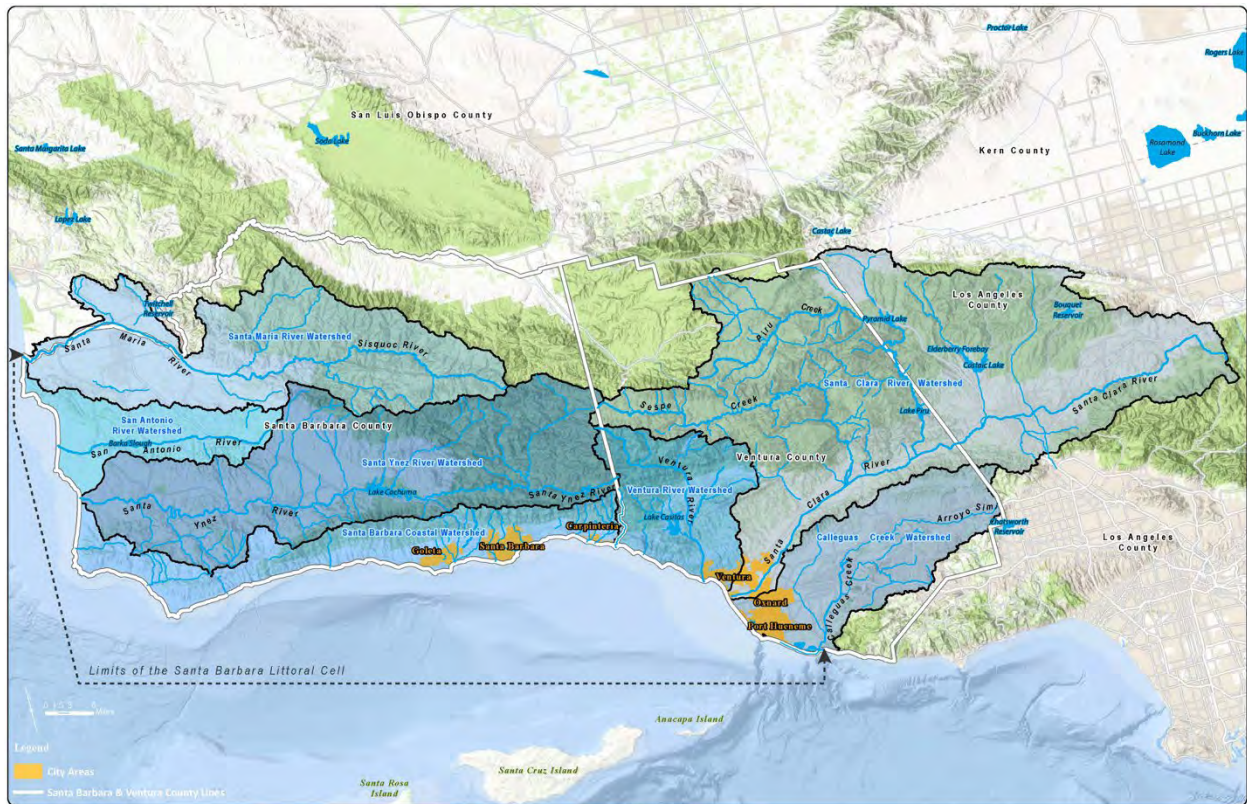 Proctor Lake
Rogers Lake
San Luis Obispo County
Soda Lake
Buckhorn Lake
Santa Margarita Lake
Rosamond
Lake
Kern County
Lopez Lake
Castac Lake
Los Angeles
County
Twitchell
Reservoir
Bouquet
Reservoir
Piru
Creek
Pyramid Lake
Santa Maria River Watershed
Santa Maria River
Sisquoc River
Elderberry Forebay
Castaic Lake
Santa Clara River Watershed
Santa Clara River
Sespe Creek
Lake Piru
San Antonio
River Watershed
Santa Barbara County
Barka Slough
San Antonio River
Ventura County
Santa Ynez River Watershed
Ventura River
Ventura River Watershed
Lake Cachuma
Santa Ynez River
Santa Ynez River
Lake Casitas
Santa Clara River
Arroyo Simi
Chatsworth
Reservoir
Los Angeles
County
Santa Barbara Coastal Watershed
Carpinteria
Calleguas Creek Watershed
Goleta
Santa Barbara
Calleguas Creek
Ventura
Oxnard
Port Hueneme
Limits of the Santa Barbara Littoral Cell
Miles
Anacapa Island
Santa Cruz Island
Santa Rosa
Island
Legend
City Areas
Santa Barbara & Ventura County Lines